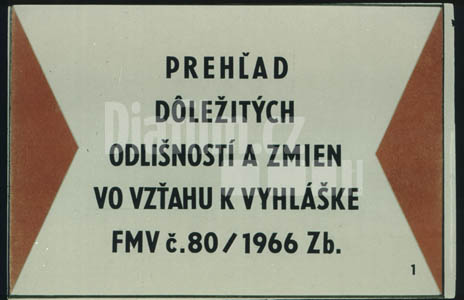 PREHĽAD
DÔLEŽITÝCH
ODLIŠNOSTÍ A ZMIEN
VO VZŤAHU K VYHLÁŠKE
FMV č.80/1966 Zb.
1